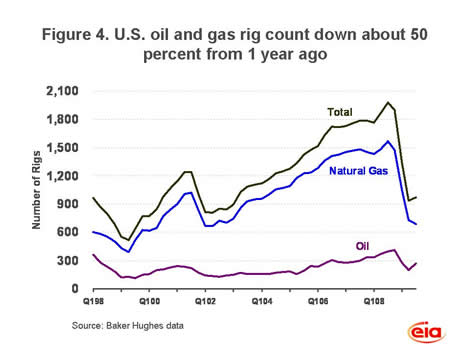 Figure 4. U.S. oil and gas rig count down about 50
percent from 1 year ago
2,100
1,800
1,500
1,200
900
600
300
0
Number of Rigs
Total
Natural Gas
Oil
Q198 Q100 Q102 Q104 Q106 Q108
Source: Baker Hughes data
eia